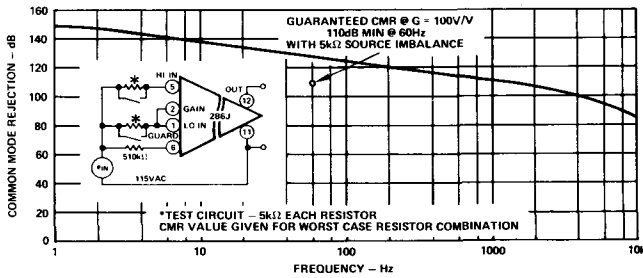 COMMON MODE REJECTION – dB
160
140
120
100
80
60
40
20
0
GUARANTEED CMR @ G = 100V/V
110dB MIN @ 60Hz
WITH 5kΩ SOURCE IMBALANCE
*
HI IN
5
OUT
12
2
GAIN
286J
*
1
LO IN
GUARD
11
6
510kΩ
eIN
115VAC
*TEST CIRCUIT – 5kΩ EACH RESISTOR
CMR VALUE GIVEN FOR WORST CASE RESISTOR COMBINATION
1
10
100
1000
10k
FREQUENCY – Hz